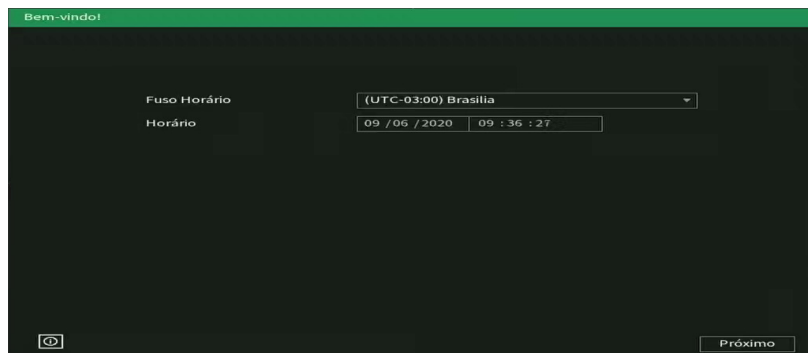 Bem-vindo!
Fuso Horário (UTC-03:00) Brasilia
Horário 09 /06 /2020 09 : 36 : 27
Próximo